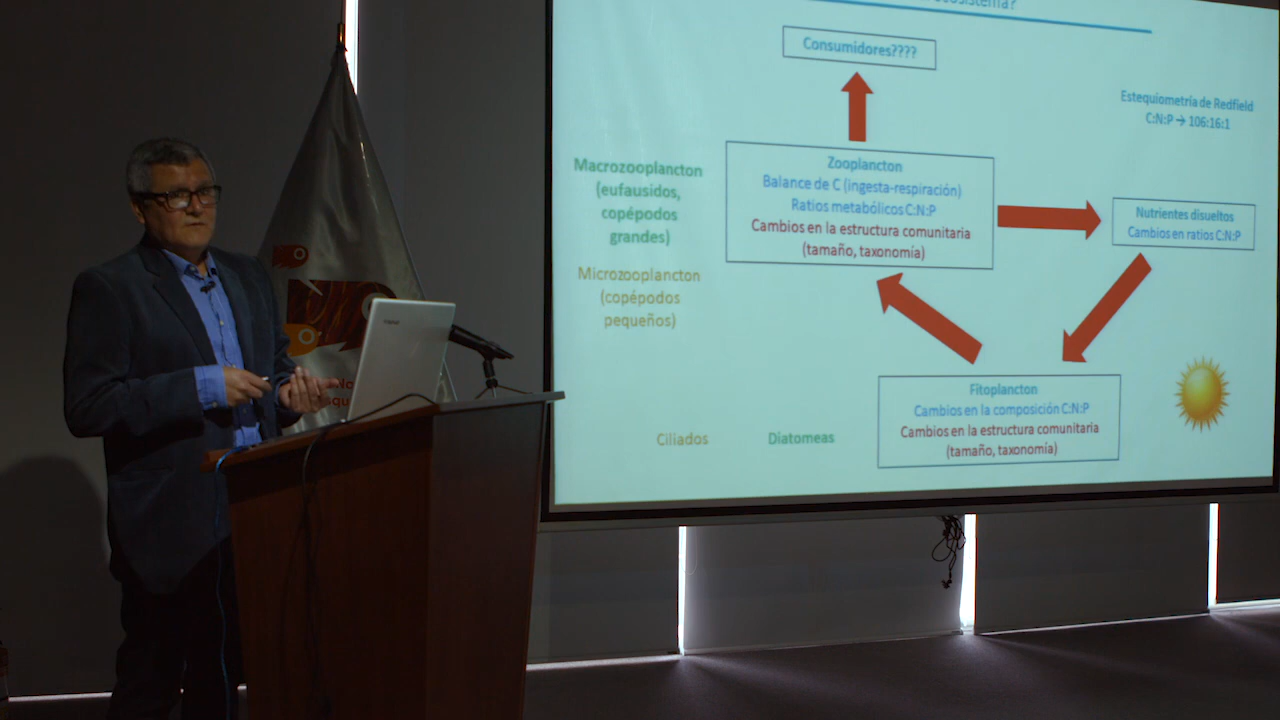 ecosistema?
Consumidores????
Estequiometría de Redfield
C:N:P → 106:16:1
Macrozooplancton
(eufausidos,
copépodos
grandes)
Microzooplancton
(copépodos
pequeños)
Zooplancton
Balance de C (ingesta-respiración)
Ratios metabólicos C:N:P
Cambios en la estructura comunitaria
(tamaño, taxonomía)
Nutrientes disueltos
Cambios en ratios C:N:P
Fitoplancton
Cambios en la composición C:N:P
Cambios en la estructura comunitaria
(tamaño, taxonomía)
Ciliados
Diatomeas